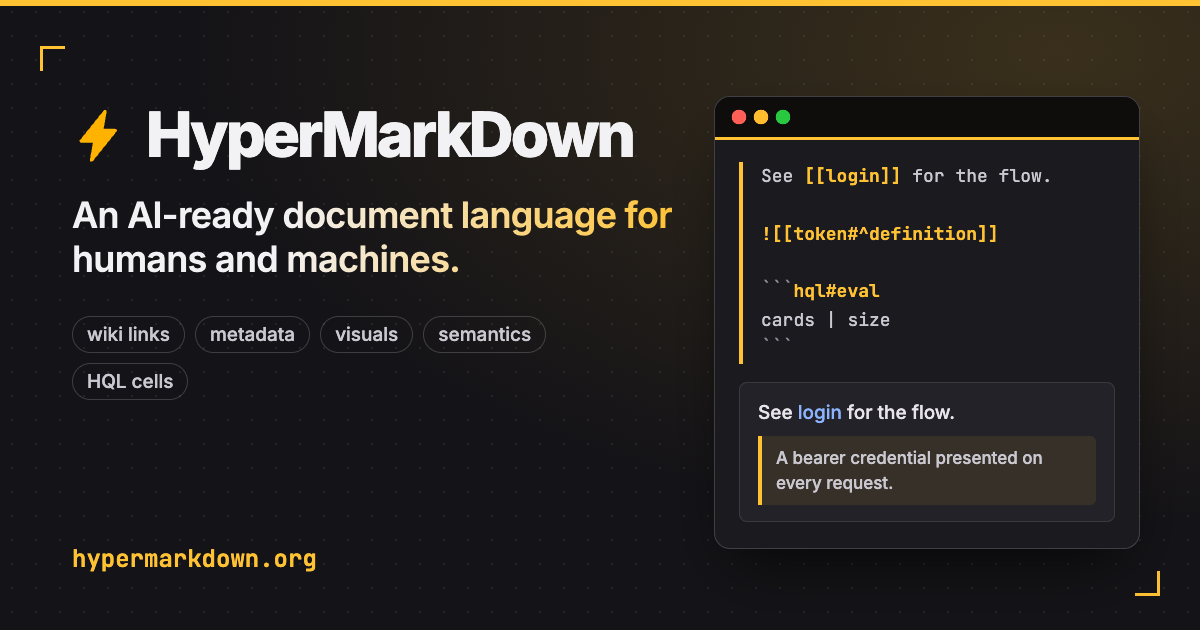 HyperMarkDown
An AI-ready document language for
humans and machines.
wiki links
metadata
visuals
semantics
HQL cells
hypermarkdown.org
See [[login]] for the flow.
![[token#^definition]]
```hql#eval
cards | size
```
See login for the flow.
A bearer credential presented on
every request.